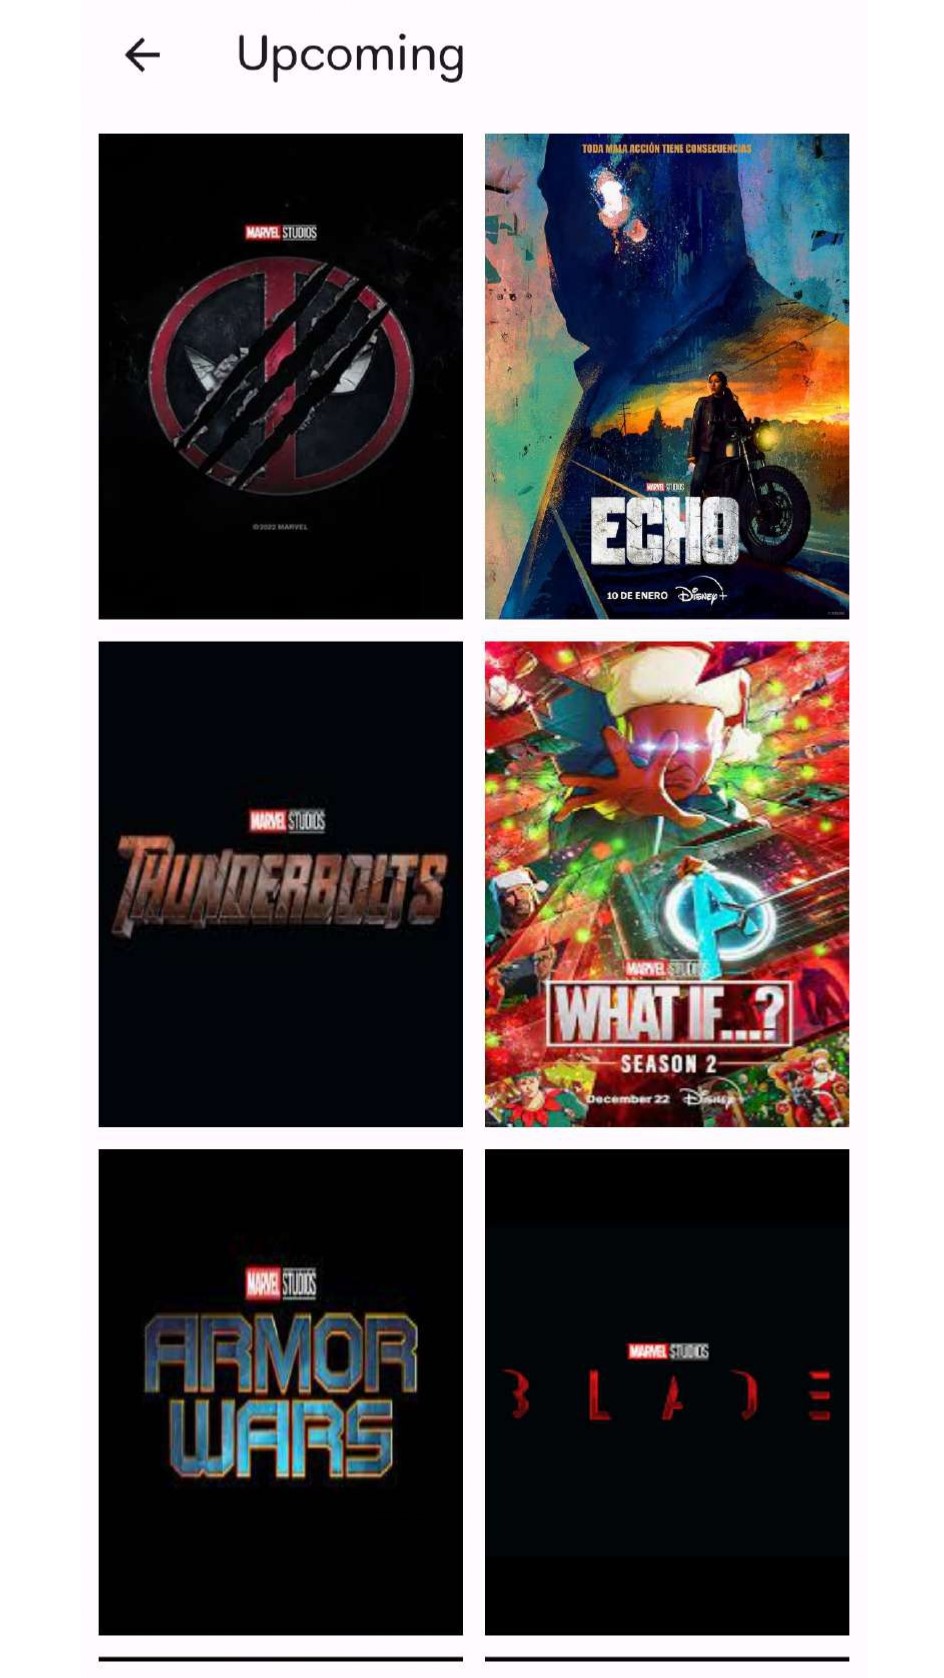 Upcoming
MARVEL STUDIOS
©2022 MARVEL
TODA MALA ACCIÓN TIENE CONSECUENCIAS
MARVEL STUDIOS
ECHO
10 DE ENERO Disney+
MARVEL STUDIOS
THUNDERBOLTS
MARVEL STUDIOS
WHAT IF...?
SEASON 2
December 22 Disney+
MARVEL STUDIOS
ARMOR
WARS
MARVEL STUDIOS
BLADE